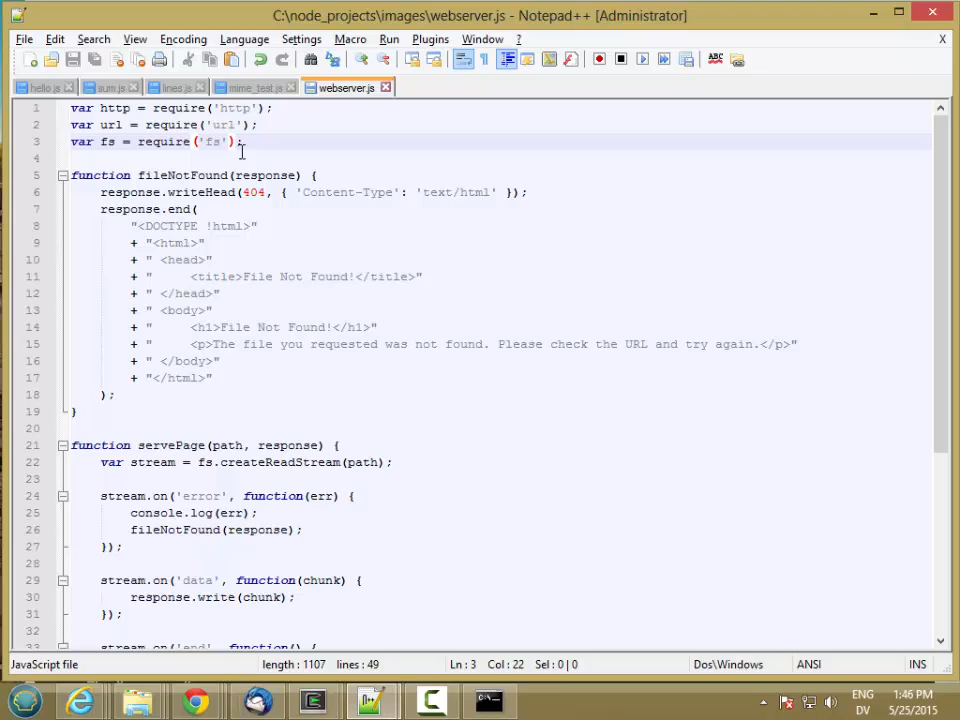 C:\node_projects\images\webserver.js - Notepad++ [Administrator]
File Edit Search View Encoding Language Settings Macro Run Plugins Window ? X
hello.js sum.js lines.js mime_test.js webserver.js
1 var http = require('http');
2 var url = require('url');
3 var fs = require('fs');
4
5 function fileNotFound(response) {
6 response.writeHead(404, { 'Content-Type': 'text/html' });
7 response.end(
8 "<DOCTYPE !html>"
9 + "<html>"
10 + " <head>"
11 + " <title>File Not Found!</title>"
12 + " </head>"
13 + " <body>"
14 + " <h1>File Not Found!</h1>"
15 + " <p>The file you requested was not found. Please check the URL and try again.</p>"
16 + " </body>"
17 + "</html>"
18 );
19 }
20
21 function servePage(path, response) {
22 var stream = fs.createReadStream(path);
23
24 stream.on('error', function(err) {
25 console.log(err);
26 fileNotFound(response);
27 });
28
29 stream.on('data', function(chunk) {
30 response.write(chunk);
31 });
32
33 stream.on('end', function() {
JavaScript file length : 1107 lines : 49 Ln : 3 Col : 22 Sel : 0 | 0 Dos\Windows ANSI INS
ENG 1:46 PM
DV 5/25/2015